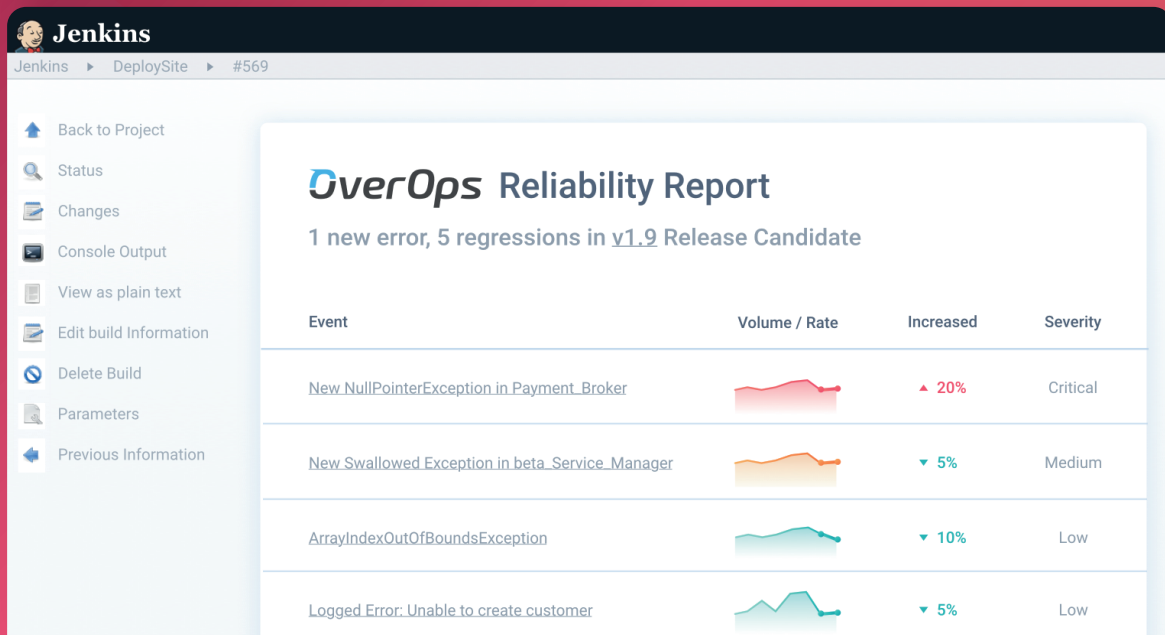 Jenkins
Jenkins ▸ DeploySite ▸ #569
Back to Project
Status
Changes
Console Output
View as plain text
Edit build Information
Delete Build
Parameters
Previous Information
OverOps Reliability Report
1 new error, 5 regressions in v1.9 Release Candidate
Event Volume / Rate Increased Severity
New NullPointerException in Payment_Broker ▲ 20% Critical
New Swallowed Exception in beta_Service_Manager ▼ 5% Medium
ArrayIndexOutOfBoundsException ▼ 10% Low
Logged Error: Unable to create customer ▼ 5% Low